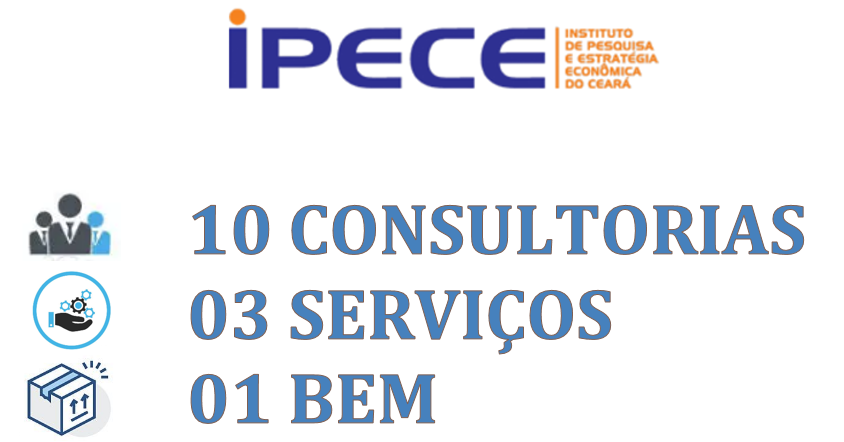 iPECE
INSTITUTO
DE PESQUISA
E ESTRATÉGIA
ECONÔMICA
DO CEARÁ
10 CONSULTORIAS
03 SERVIÇOS
01 BEM